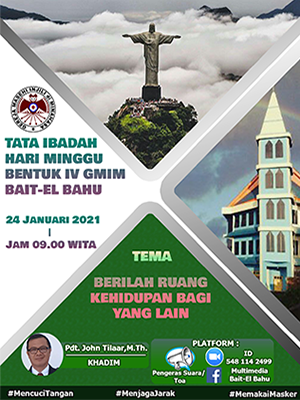 TATA IBADAH
HARI MINGGU
BENTUK IV GMIM
BAIT-EL BAHU
24 JANUARI 2021
|
JAM 09.00 WITA
TEMA
BERILAH RUANG
KEHIDUPAN BAGI
YANG LAIN
Pdt. John Tilaar,M.Th.
KHADIM
PLATFORM :
Pengeras Suara/
Toa
ID
548 114 2499
Multimedia
Bait-El Bahu
#MencuciTangan
#MenjagaJarak
#MemakaiMasker